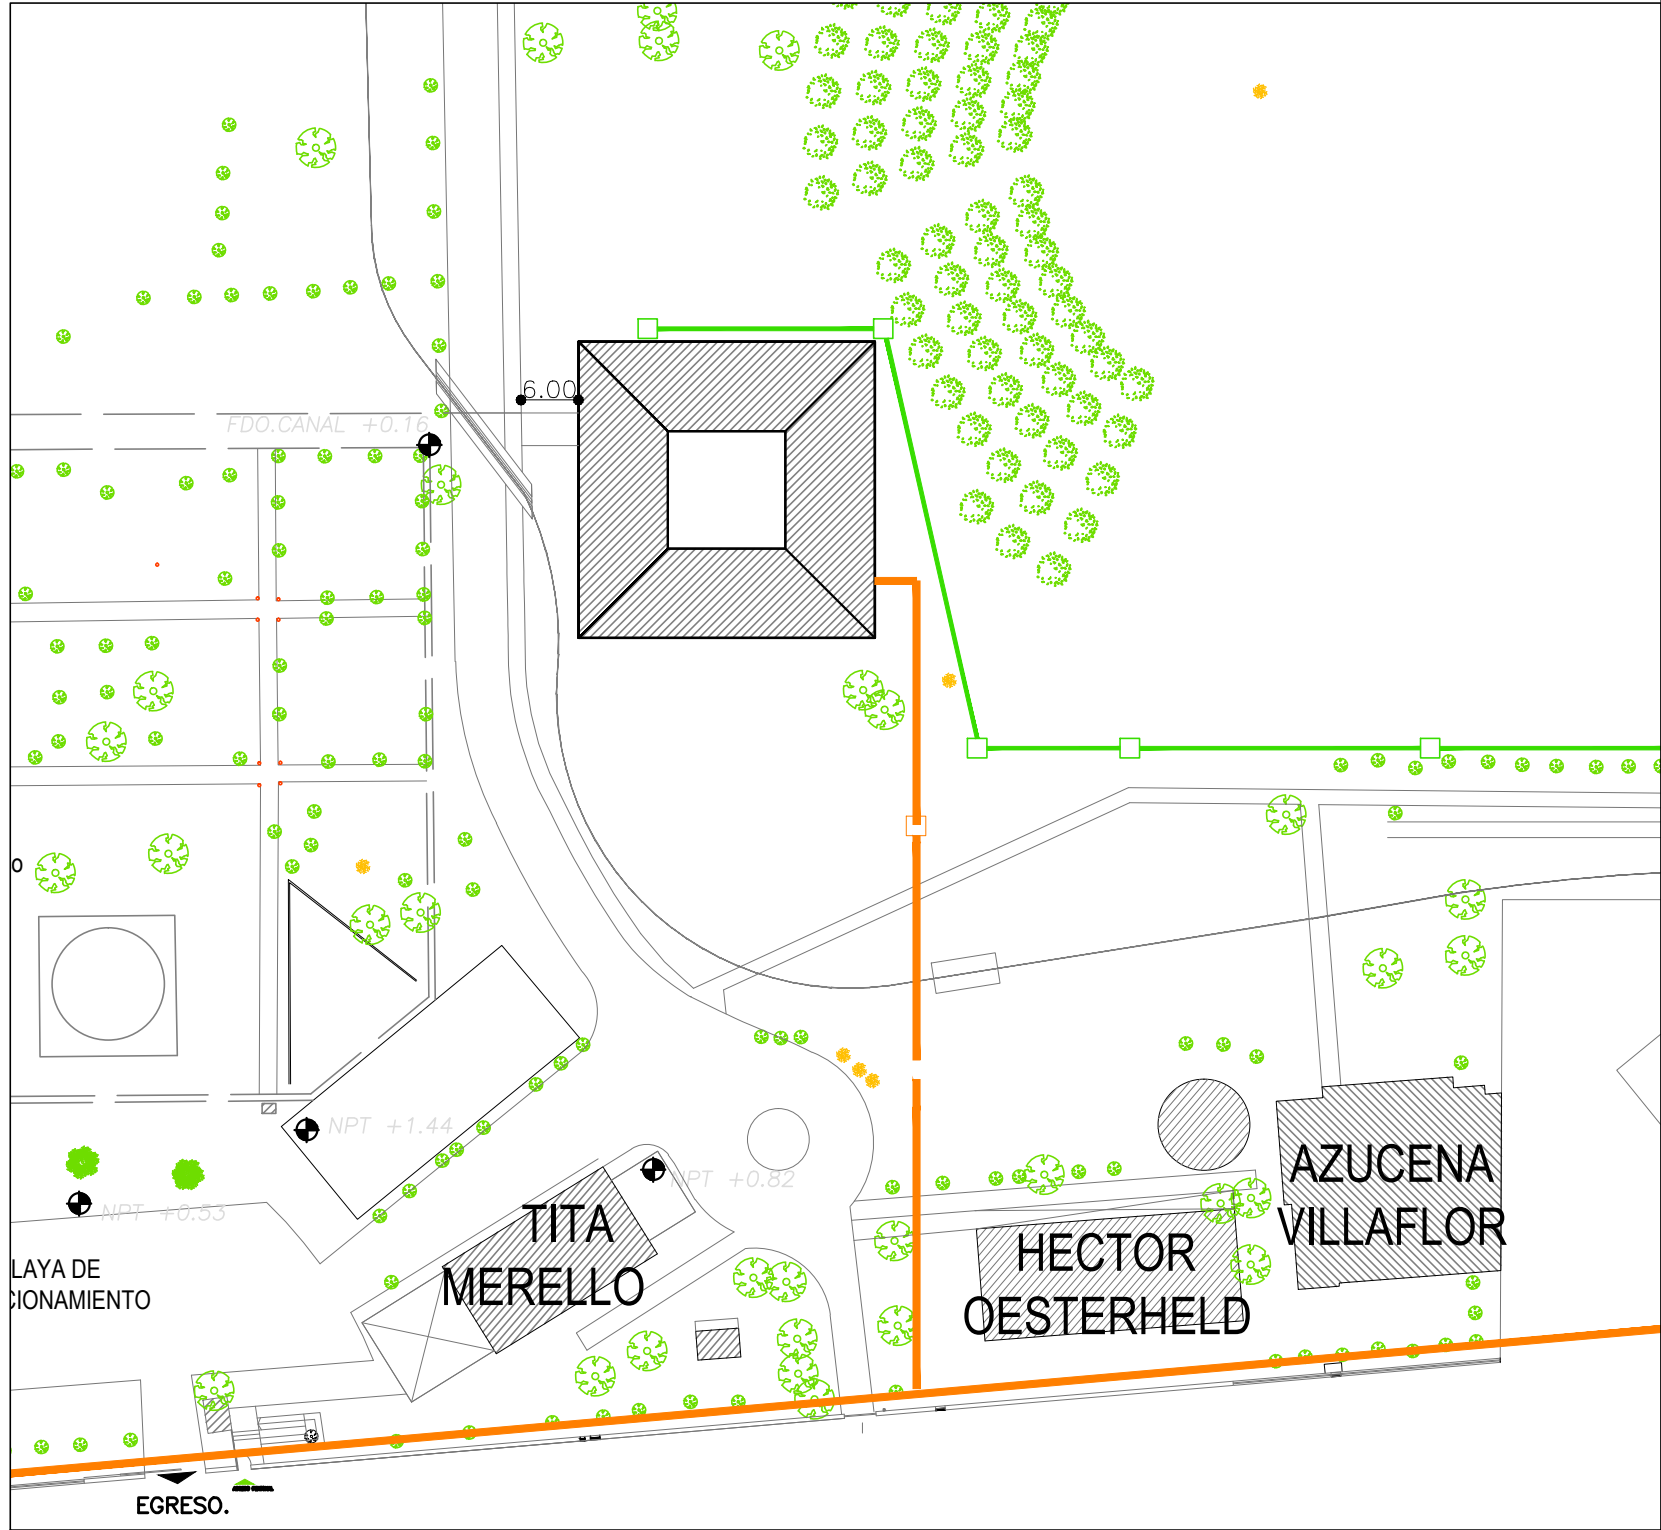 6.00
FDO.CANAL +0.16
O
NPT +1.44
NPT +0.82
NPT +0.53
AZUCENA
VILLAFLOR
TITA
MERELLO
HECTOR
OESTERHELD
LAYA DE
CIONAMIENTO
EGRESO.